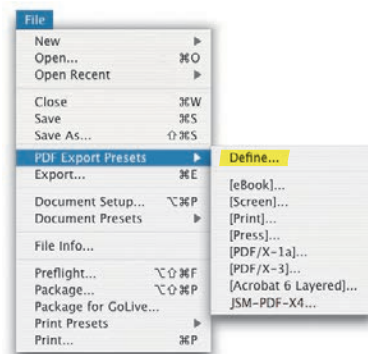 File
New
Open... ⌘O
Open Recent
Close ⌘W
Save ⌘S
Save As... ⇧⌘S
PDF Export Presets
Define...
Export... ⌘E
[eBook]...
[Screen]...
Document Setup... ⌥⌘P
[Print]...
Document Presets
[Press]...
File Info...
[PDF/X-1a]...
[PDF/X-3]...
Preflight... ⌥⇧⌘F
[Acrobat 6 Layered]...
Package... ⌥⇧⌘P
JSM-PDF-X4...
Package for GoLive...
Print Presets
Print... ⌘P